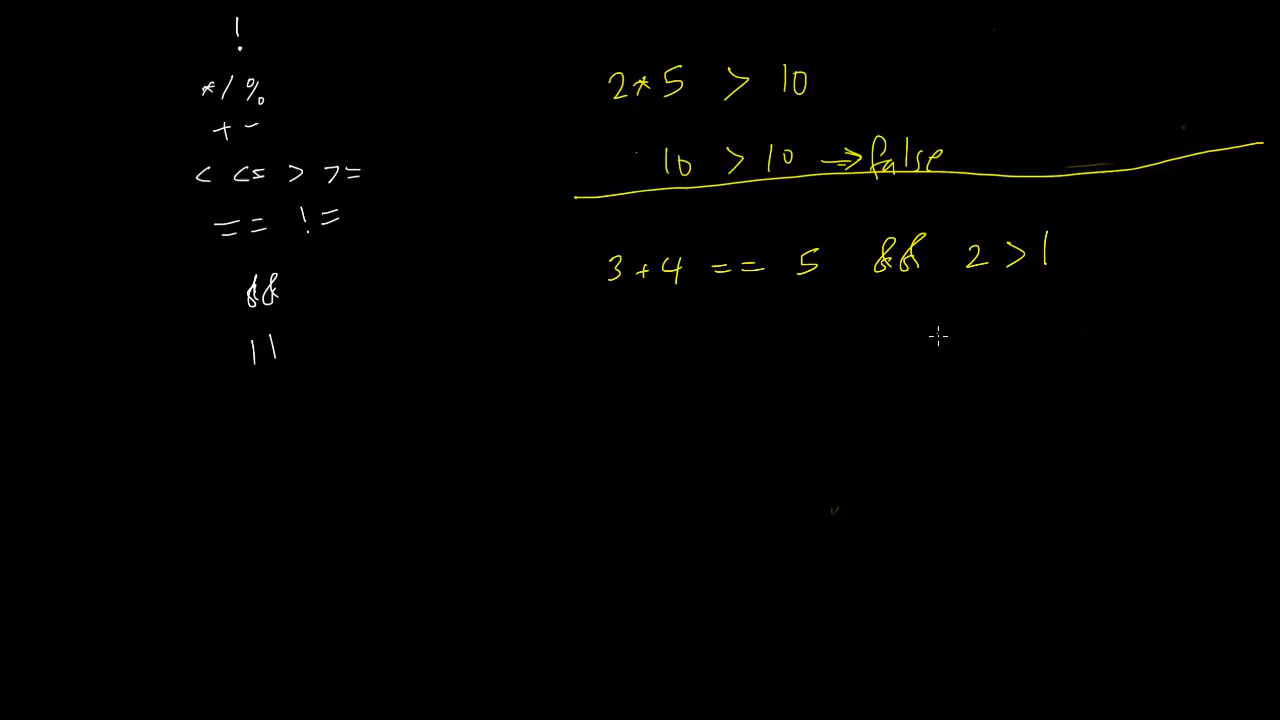 !
* / %
+ -
< <= > >=
== !=
&&
||
2*5 > 10
10 > 10 => false
3+4 == 5 && 2 > 1